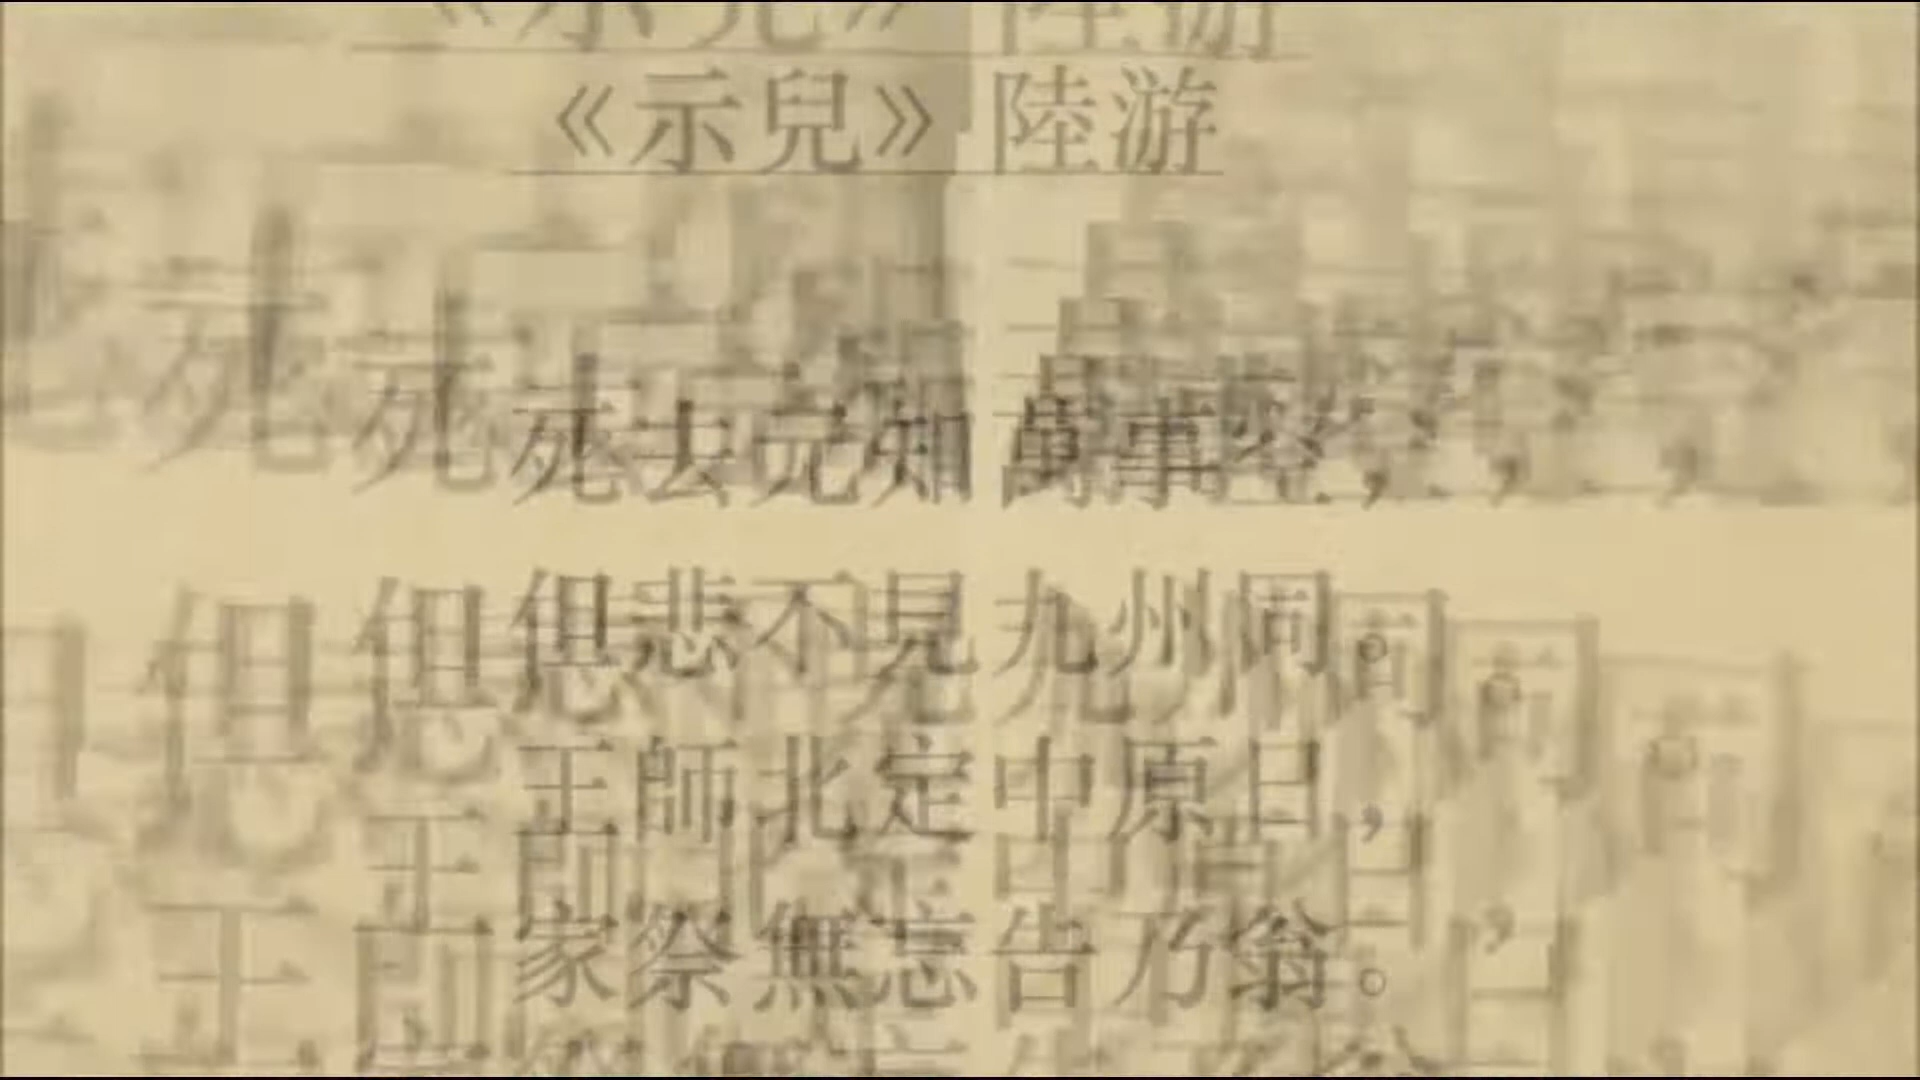 《示兒》 陸游
死去元知萬事空，
但悲不見九州同。
王師北定中原日，
家祭無忘告乃翁。